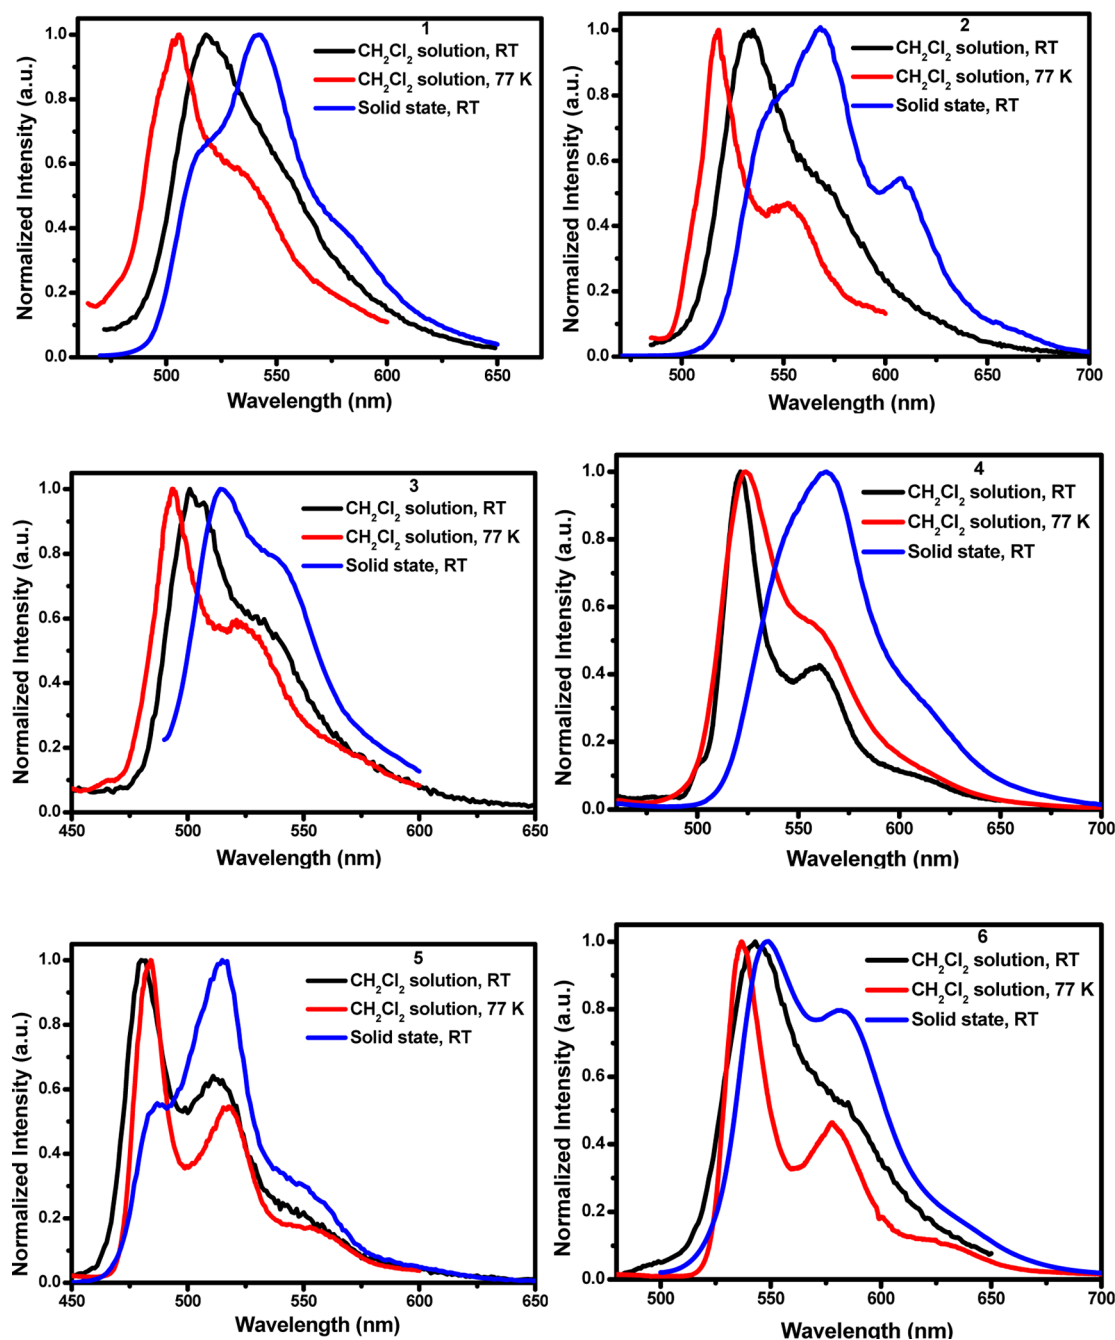 1
CH2Cl2 solution, RT
CH2Cl2 solution, 77 K
Solid state, RT
Normalized Intensity (a.u.)
1.0
0.8
0.6
0.4
0.2
0.0
500 550 600 650
Wavelength (nm)
2
CH2Cl2 solution, RT
CH2Cl2 solution, 77 K
Solid state, RT
Normalized Intensity (a.u.)
1.0
0.8
0.6
0.4
0.2
0.0
500 550 600 650 700
Wavelength (nm)
3
CH2Cl2 solution, RT
CH2Cl2 solution, 77 K
Solid state, RT
Normalized Intensity (a.u.)
1.0
0.8
0.6
0.4
0.2
0.0
450 500 550 600 650
Wavelength (nm)
4
CH2Cl2 solution, RT
CH2Cl2 solution, 77 K
Solid state, RT
Normalized Intensity (a.u.)
1.0
0.8
0.6
0.4
0.2
0.0
500 550 600 650 700
Wavelength (nm)
5
CH2Cl2 solution, RT
CH2Cl2 solution, 77 K
Solid state, RT
Normalized Intensity (a.u.)
1.0
0.8
0.6
0.4
0.2
0.0
450 500 550 600 650
Wavelength (nm)
6
CH2Cl2 solution, RT
CH2Cl2 solution, 77 K
Solid state, RT
Normalized Intensity (a.u.)
1.0
0.8
0.6
0.4
0.2
0.0
500 550 600 650 700
Wavelength (nm)